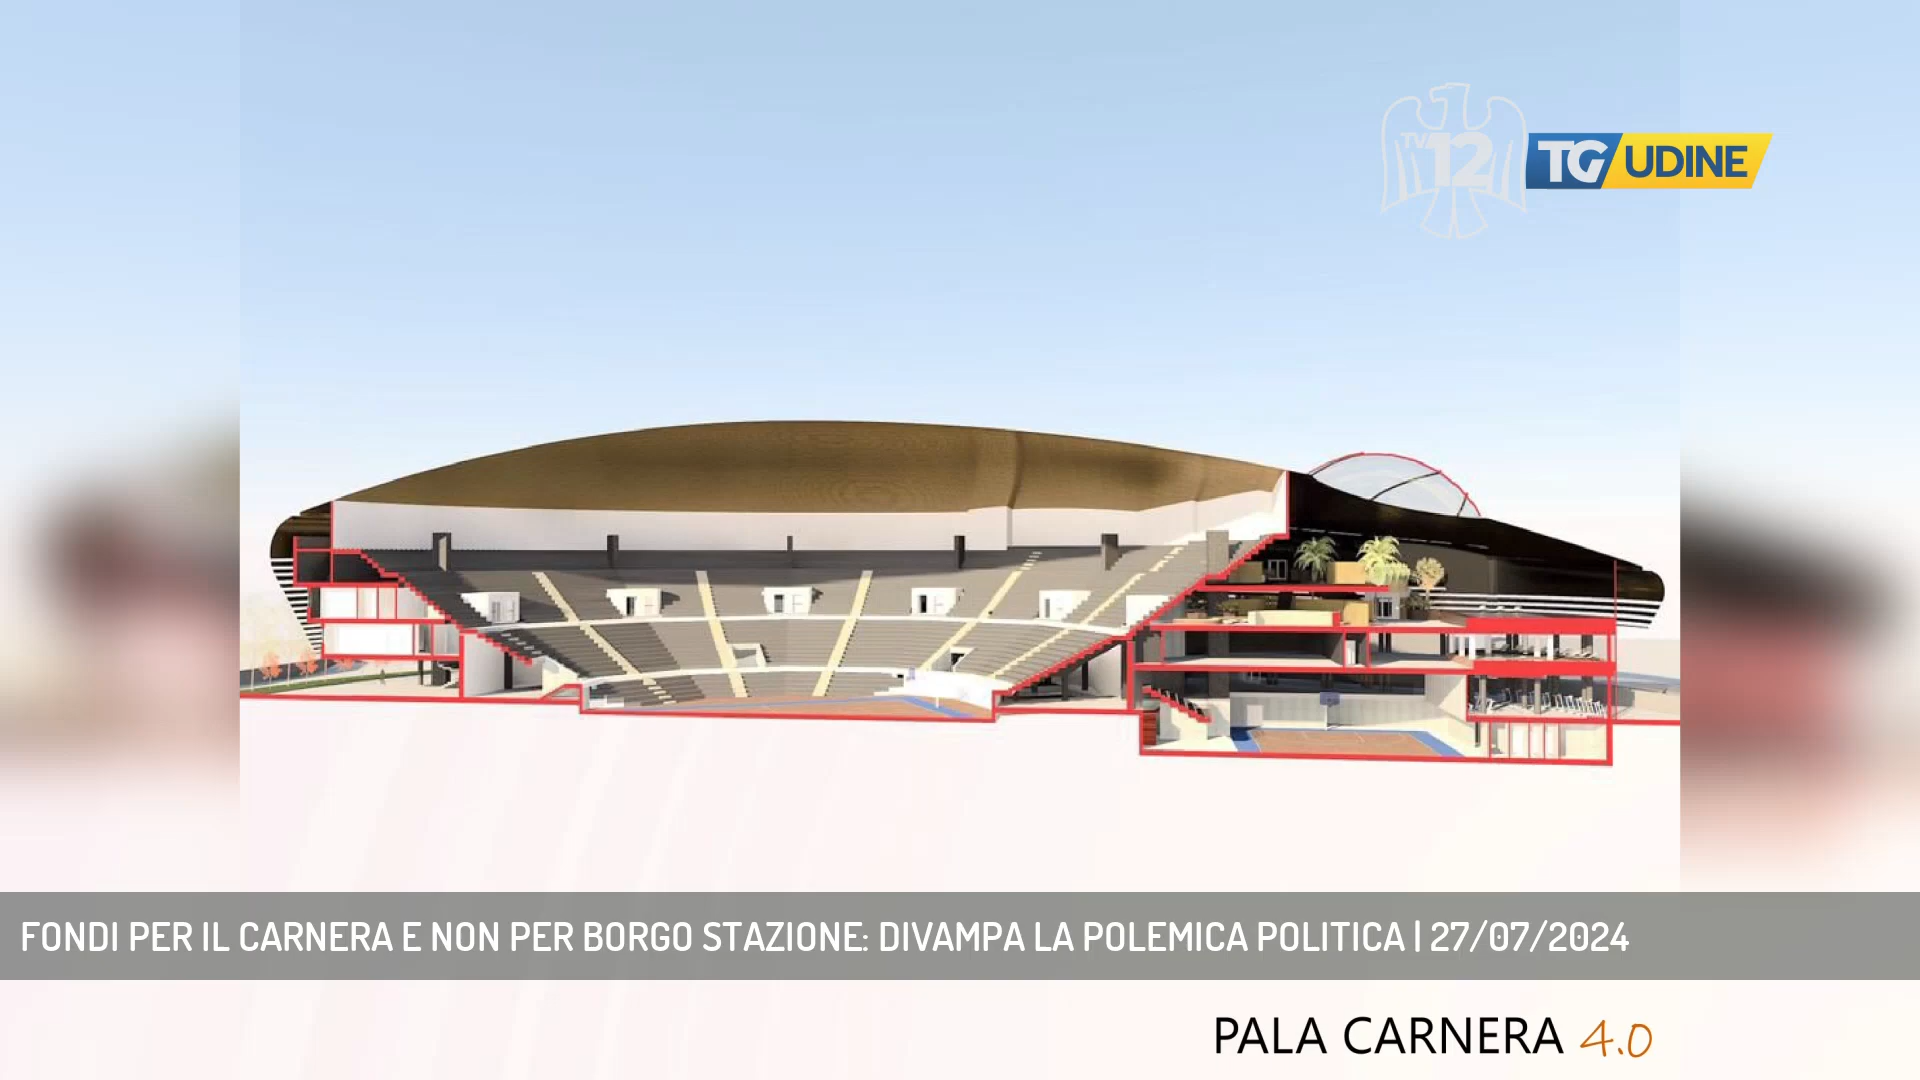 TV12
TG UDINE
FONDI PER IL CARNERA E NON PER BORGO STAZIONE: DIVAMPA LA POLEMICA POLITICA | 27/07/2024
PALA CARNERA 4.0